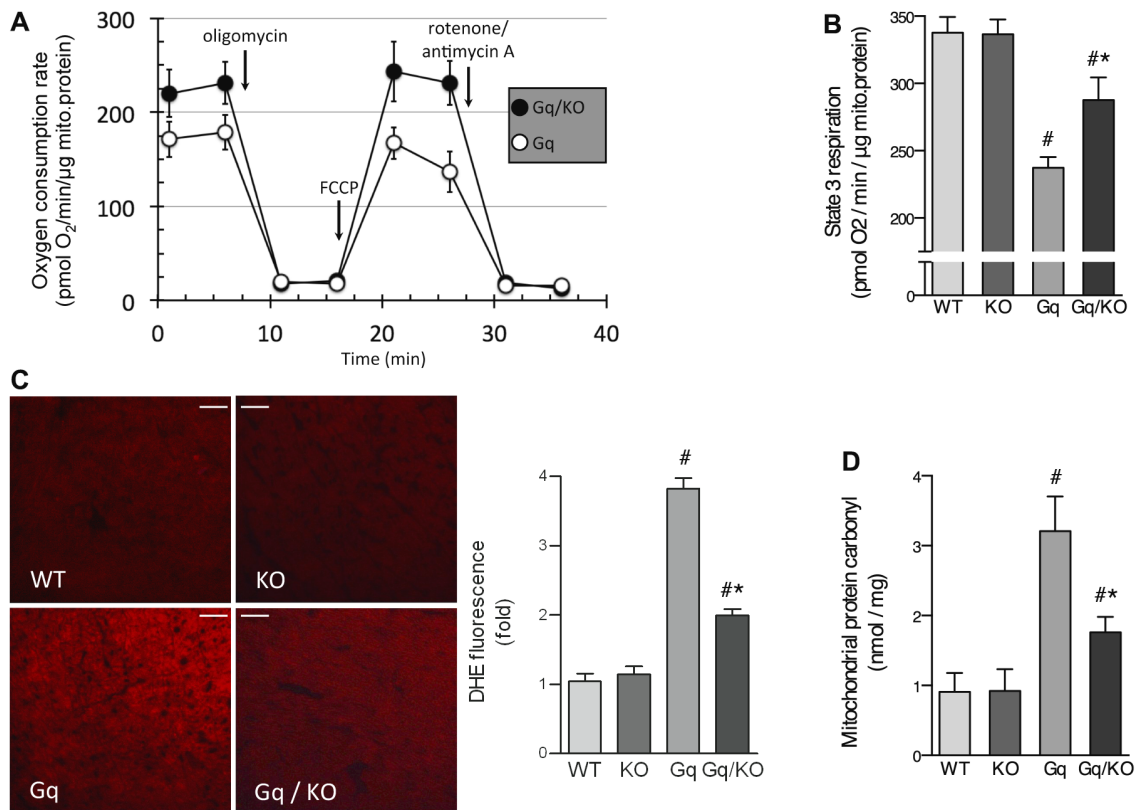 A
Oxygen consumption rate
(pmol O2/min/µg mito.protein)
300
200
100
0
0
10
20
30
40
Time (min)
oligomycin
FCCP
rotenone/
antimycin A
Gq/KO
Gq
B
State 3 respiration
(pmol O2 / min / µg mito.protein)
350
300
250
200
0
#
#*
WT
KO
Gq
Gq/KO
C
WT
KO
Gq
Gq / KO
DHE fluorescence
(fold)
4
3
2
1
0
#
#*
WT
KO
Gq
Gq/KO
D
Mitochondrial protein carbonyl
(nmol / mg)
4
3
2
1
0
#
#*
WT
KO
Gq
Gq/KO